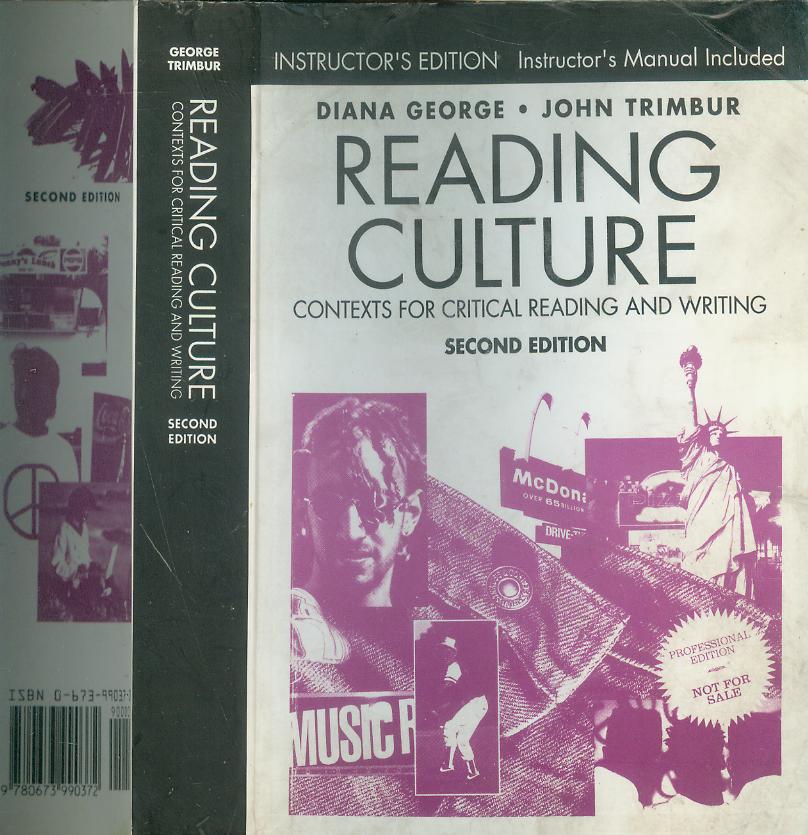 SECOND EDITION
ISBN 0-673-99037-
9 780673 990372
GEORGE
TRIMBUR
READING CULTURE
CONTEXTS FOR CRITICAL READING AND WRITING
SECOND
EDITION
INSTRUCTOR'S EDITION Instructor's Manual Included
DIANA GEORGE • JOHN TRIMBUR
READING
CULTURE
CONTEXTS FOR CRITICAL READING AND WRITING
SECOND EDITION
McDona
OVER 65 BILLION
DRIVE-T
PROFESSIONAL
EDITION
NOT FOR
SALE
MUSIC R